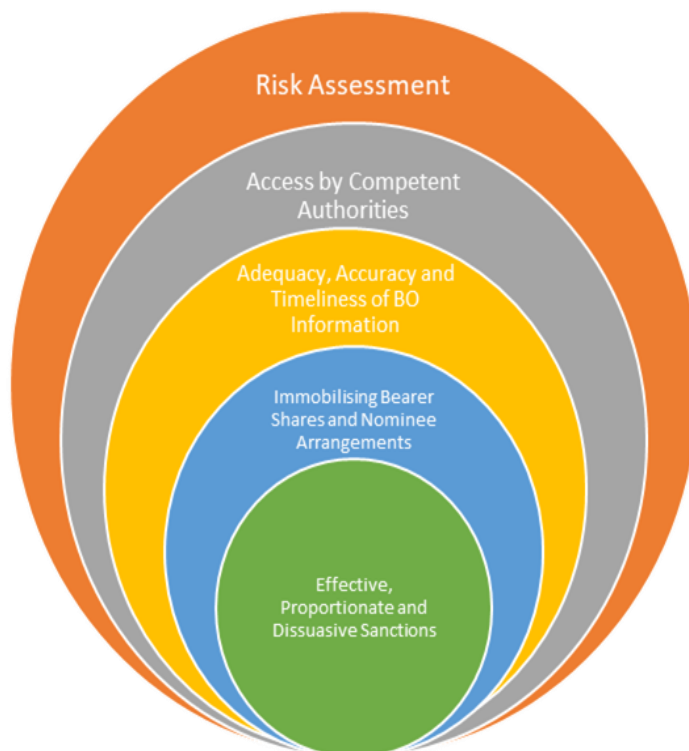 Risk Assessment
Access by Competent
Authorities
Adequacy, Accuracy and
Timeliness of BO
Information
Immobilising Bearer
Shares and Nominee
Arrangements
Effective,
Proportionate and
Dissuasive Sanctions